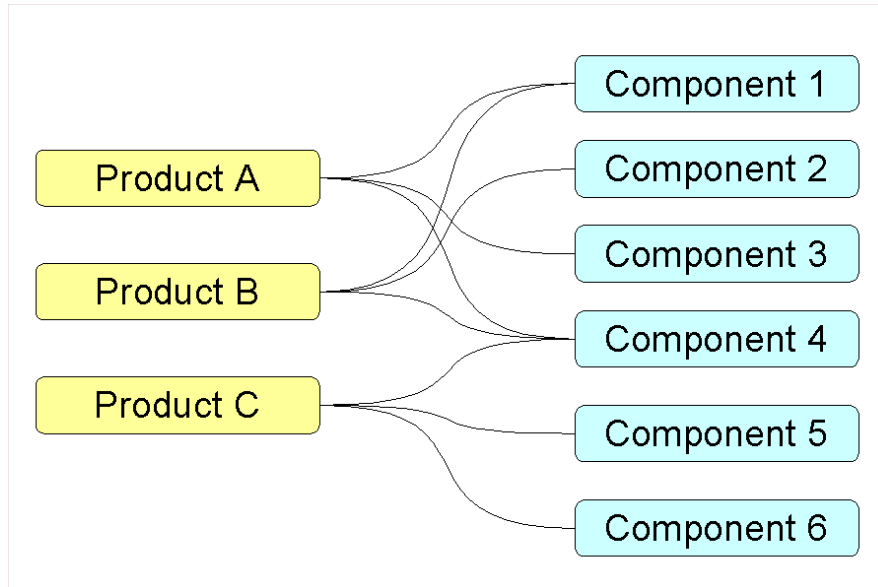 Product A
Product B
Product C
Component 1
Component 2
Component 3
Component 4
Component 5
Component 6